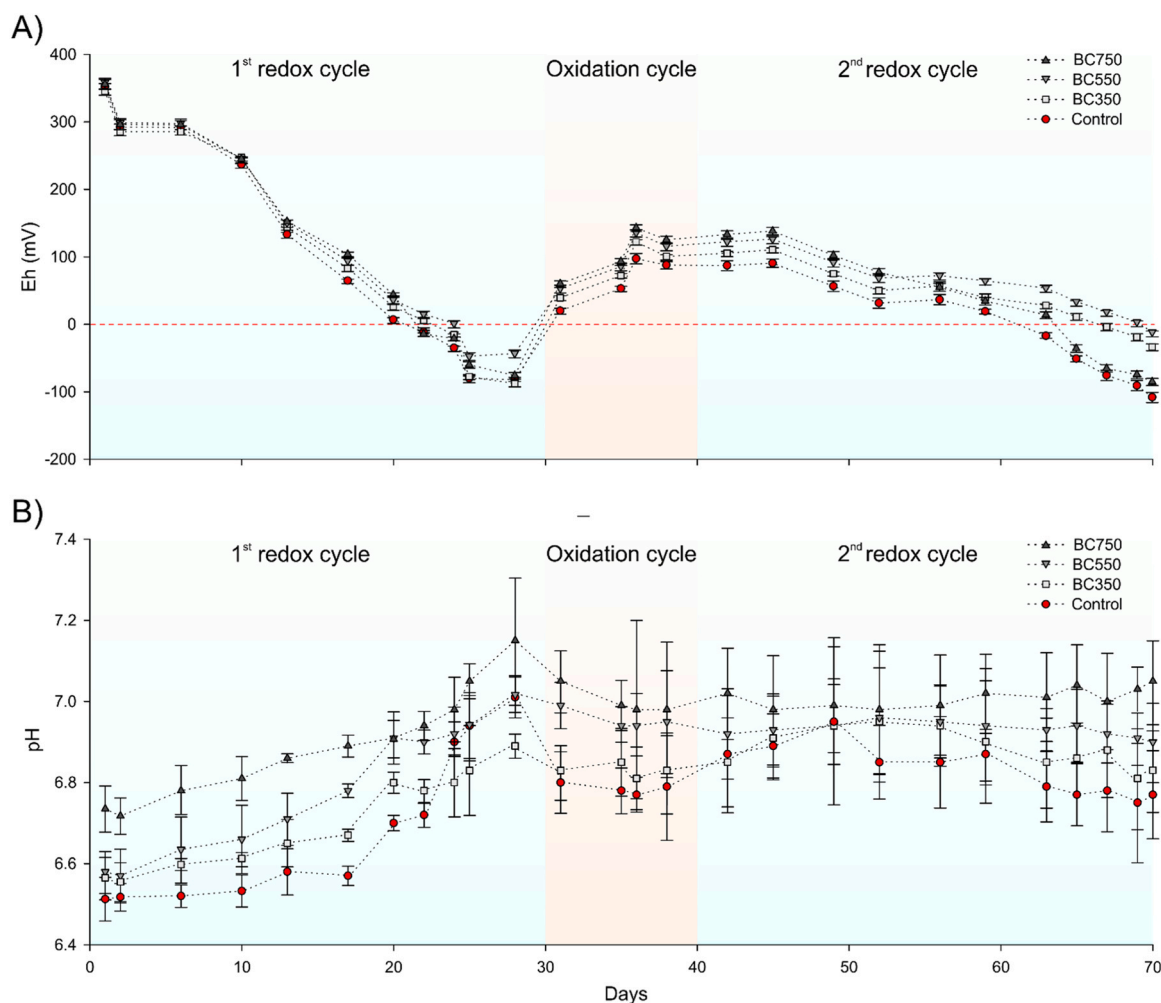 A)
1st redox cycle
Oxidation cycle
2nd redox cycle
BC750
BC550
BC350
Control
400
300
200
100
0
-100
-200
Eh (mV)
B)
1st redox cycle
Oxidation cycle
2nd redox cycle
BC750
BC550
BC350
Control
7.4
7.2
7.0
6.8
6.6
6.4
pH
0
10
20
30
40
50
60
70
Days